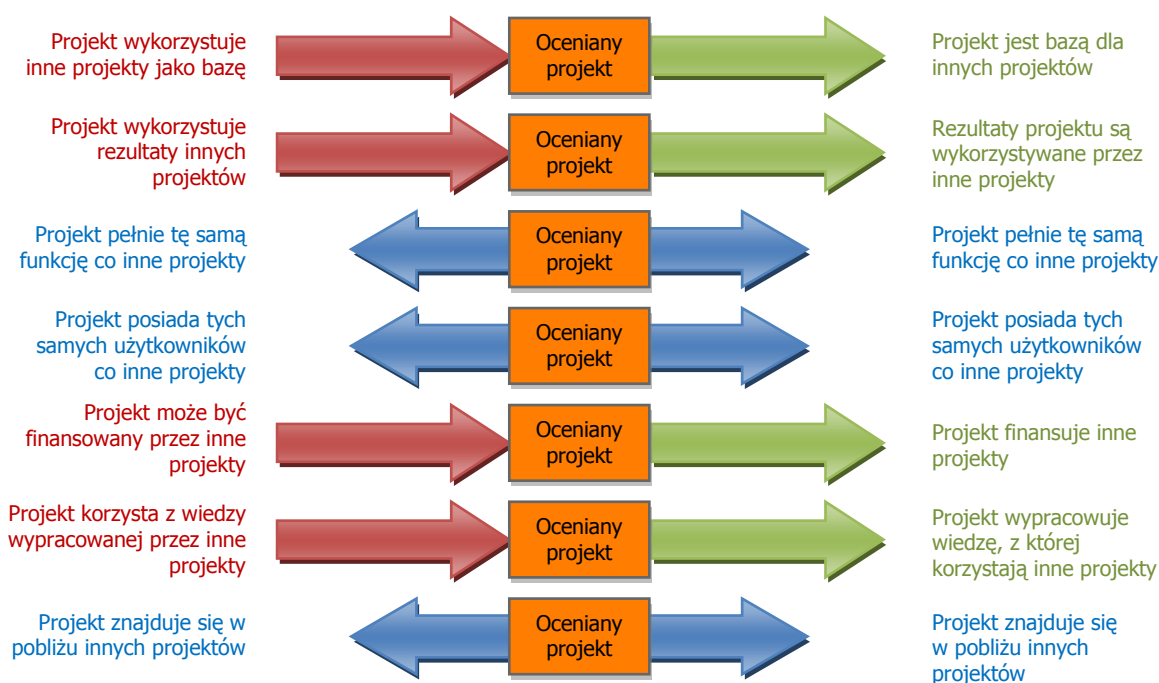 Projekt wykorzystuje
inne projekty jako bazę
Oceniany
projekt
Projekt jest bazą dla
innych projektów
Projekt wykorzystuje
rezultaty innych
projektów
Oceniany
projekt
Rezultaty projektu są
wykorzystywane przez
inne projekty
Projekt pełnie tę samą
funkcję co inne projekty
Oceniany
projekt
Projekt pełnie tę samą
funkcję co inne projekty
Projekt posiada tych
samych użytkowników
co inne projekty
Oceniany
projekt
Projekt posiada tych
samych użytkowników
co inne projekty
Projekt może być
finansowany przez inne
projekty
Oceniany
projekt
Projekt finansuje inne
projekty
Projekt korzysta z wiedzy
wypracowanej przez inne
projekty
Oceniany
projekt
Projekt wypracowuje
wiedzę, z której
korzystają inne projekty
Projekt znajduje się w
pobliżu innych projektów
Oceniany
projekt
Projekt znajduje się
w pobliżu innych
projektów